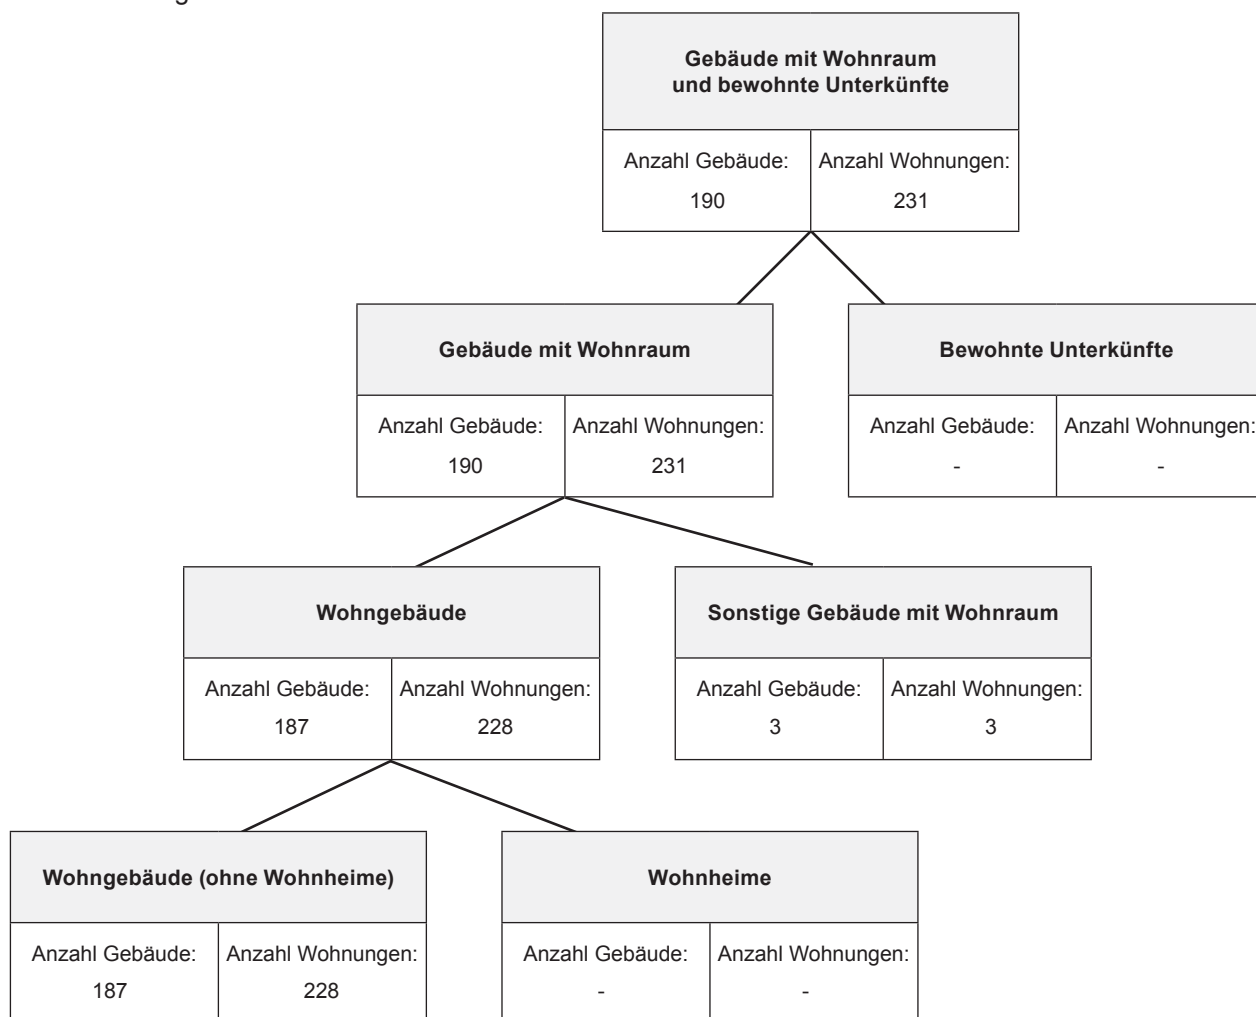 Gebäude mit Wohnraum
und bewohnte Unterkünfte
Anzahl Gebäude: Anzahl Wohnungen:
190 231
Gebäude mit Wohnraum Bewohnte Unterkünfte
Anzahl Gebäude: Anzahl Wohnungen: Anzahl Gebäude: Anzahl Wohnungen:
190 231 - -
Wohngebäude Sonstige Gebäude mit Wohnraum
Anzahl Gebäude: Anzahl Wohnungen: Anzahl Gebäude: Anzahl Wohnungen:
187 228 3 3
Wohngebäude (ohne Wohnheime) Wohnheime
Anzahl Gebäude: Anzahl Wohnungen: Anzahl Gebäude: Anzahl Wohnungen:
187 228 - -